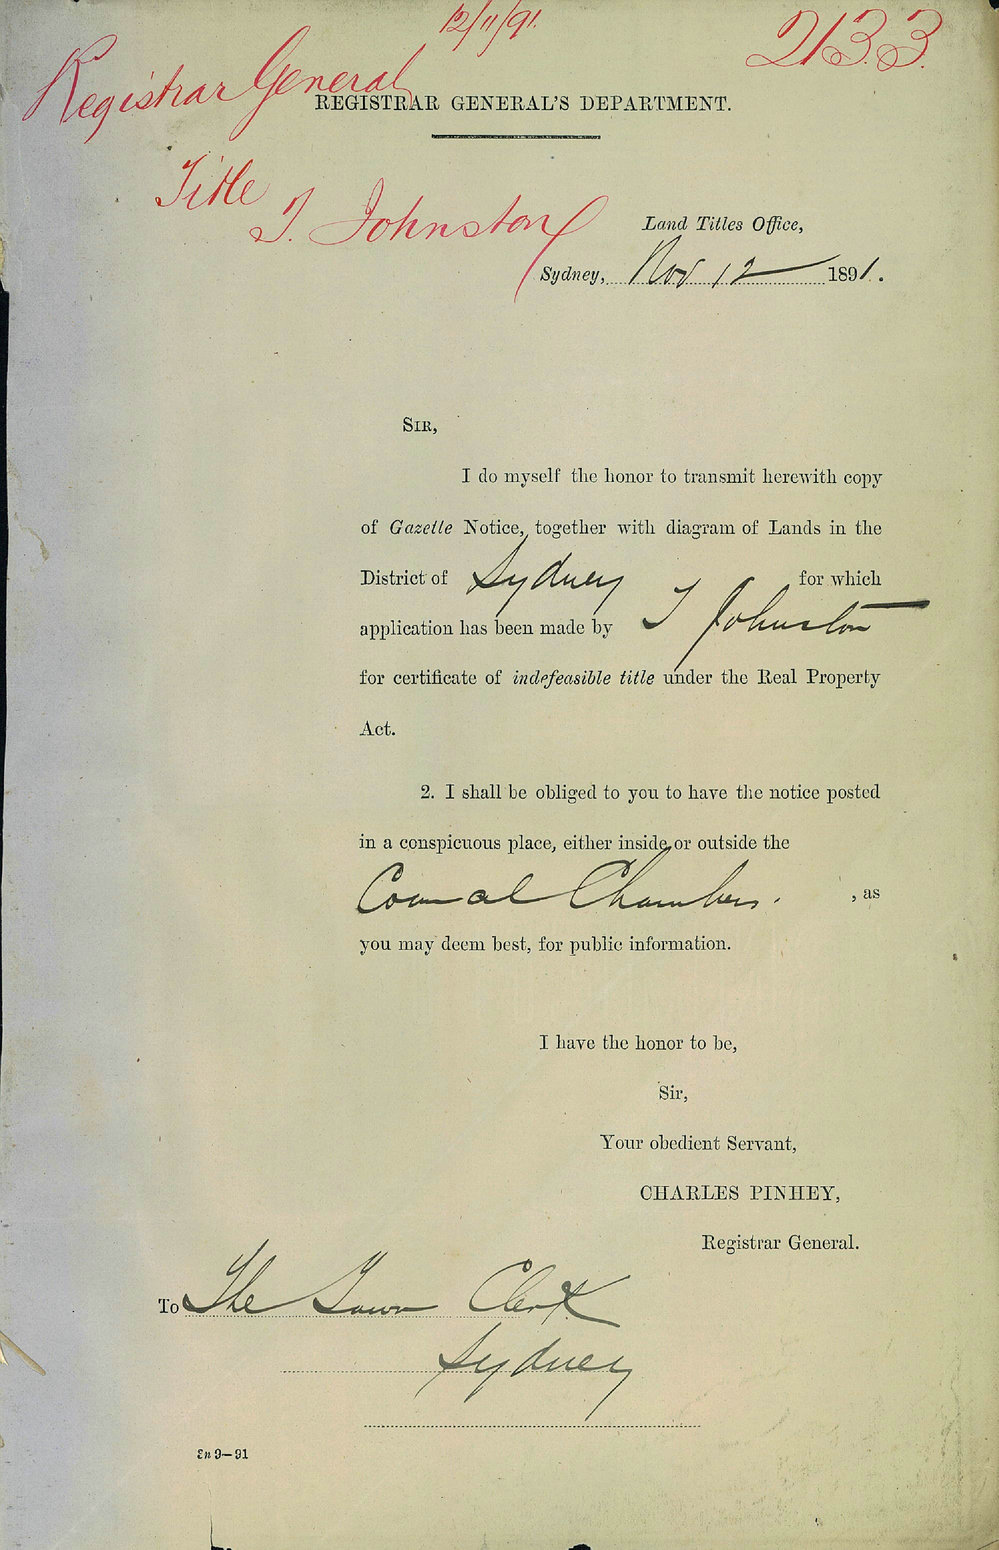 12/11/91.
2133
Registrar General
REGISTRAR GENERAL'S DEPARTMENT.
Title
T. Johnston
Land Titles Office,
Sydney, Nov 12 1891.
SIR,
I do myself the honor to transmit herewith copy
of Gazette Notice, together with diagram of Lands in the
District of Sydney for which
application has been made by T Johnston
for certificate of indefeasible title under the Real Property
Act.
2. I shall be obliged to you to have the notice posted
in a conspicuous place, either inside or outside the
Council Chambers. , as
you may deem best, for public information.
I have the honor to be,
Sir,
Your obedient Servant,
CHARLES PINHEY,
Registrar General.
To The Town Clerk
Sydney
9—91